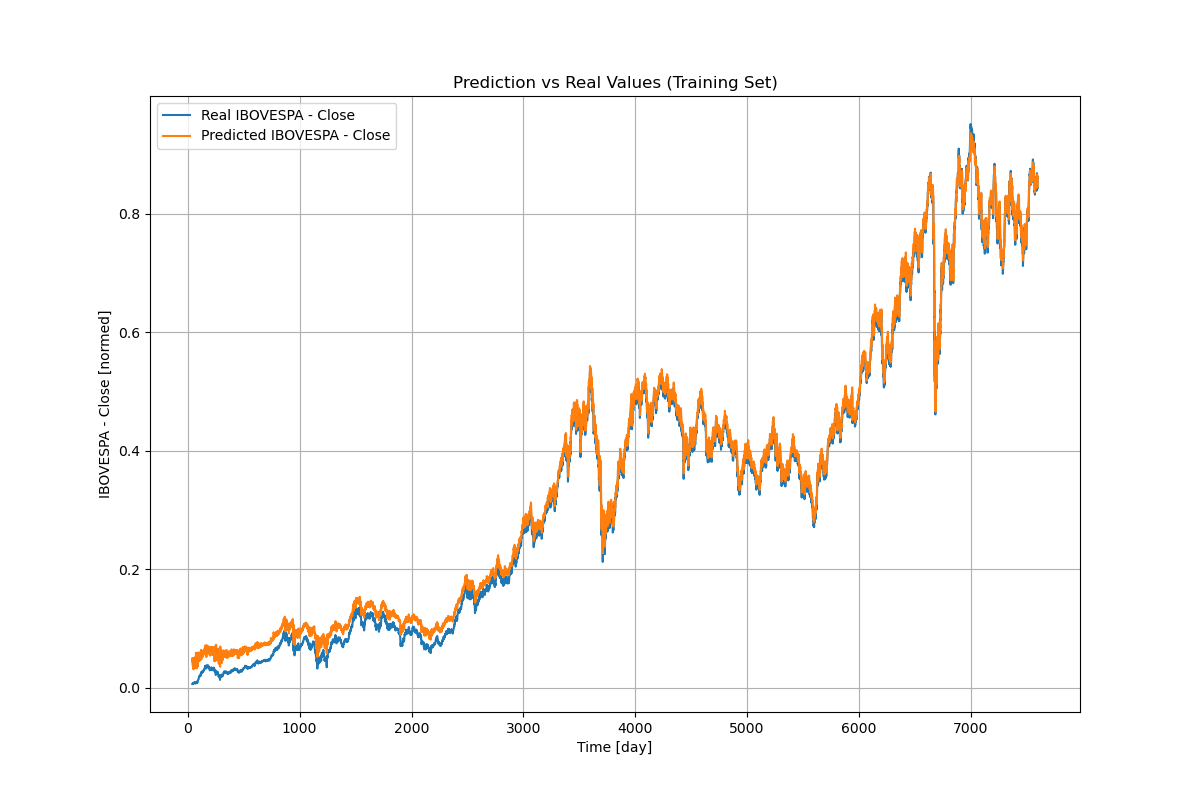 Prediction vs Real Values (Training Set)
Real IBOVESPA - Close
Predicted IBOVESPA - Close
IBOVESPA - Close [normed]
0.8
0.6
0.4
0.2
0.0
0 1000 2000 3000 4000 5000 6000 7000
Time [day]